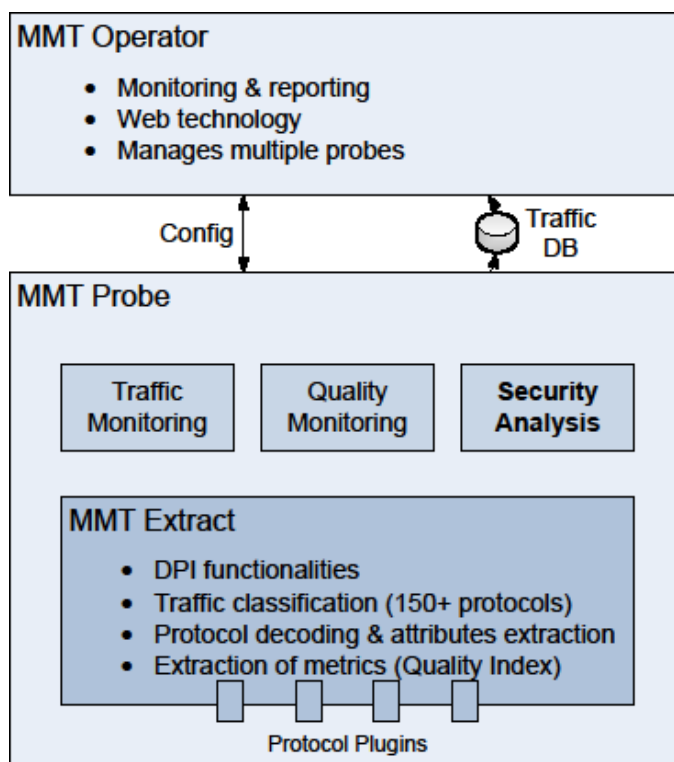 MMT Operator
• Monitoring & reporting
• Web technology
• Manages multiple probes
Config
Traffic
DB
MMT Probe
Traffic
Monitoring
Quality
Monitoring
Security
Analysis
MMT Extract
• DPI functionalities
• Traffic classification (150+ protocols)
• Protocol decoding & attributes extraction
• Extraction of metrics (Quality Index)
Protocol Plugins